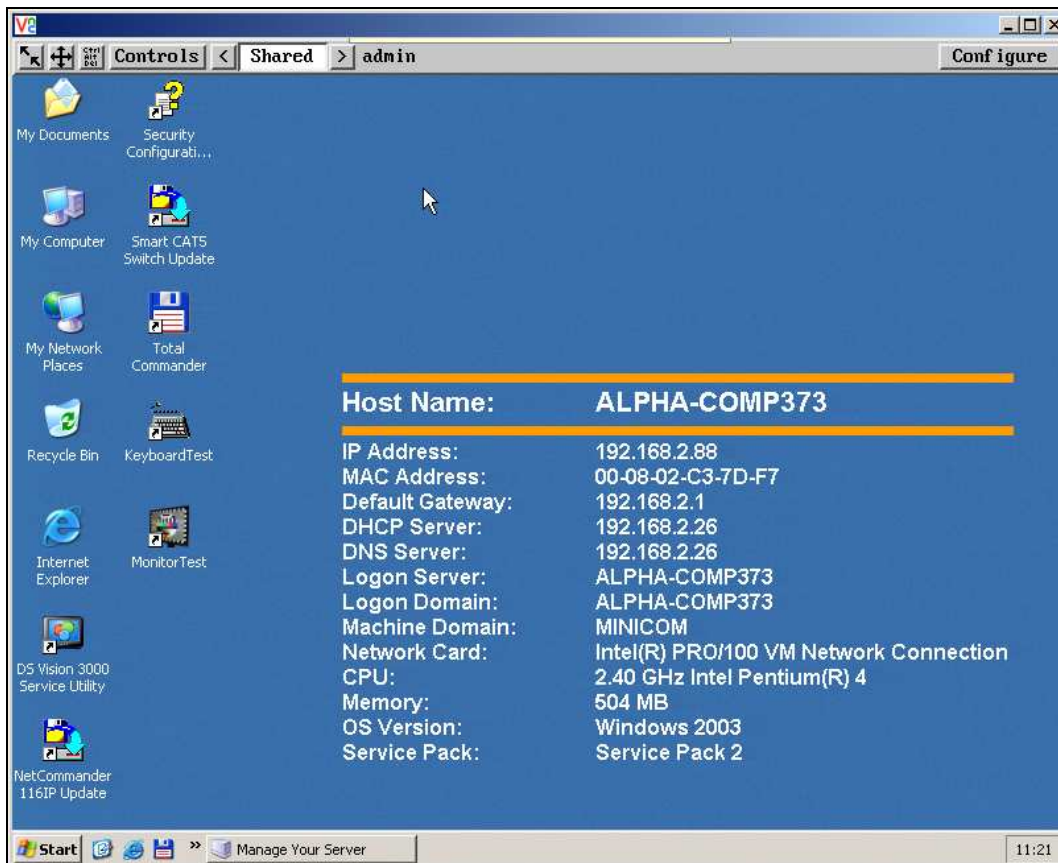 V2
Ctrl
Alt
Del
Controls < Shared > admin
Configure
My Documents
Security
Configurati...
My Computer
Smart CAT5
Switch Update
My Network
Places
Total
Commander
Recycle Bin
KeyboardTest
Internet
Explorer
MonitorTest
DS Vision 3000
Service Utility
NetCommander
116IP Update
Host Name: ALPHA-COMP373
IP Address: 192.168.2.88
MAC Address: 00-08-02-C3-7D-F7
Default Gateway: 192.168.2.1
DHCP Server: 192.168.2.26
DNS Server: 192.168.2.26
Logon Server: ALPHA-COMP373
Logon Domain: ALPHA-COMP373
Machine Domain: MINICOM
Network Card: Intel(R) PRO/100 VM Network Connection
CPU: 2.40 GHz Intel Pentium(R) 4
Memory: 504 MB
OS Version: Windows 2003
Service Pack: Service Pack 2
Start » Manage Your Server 11:21